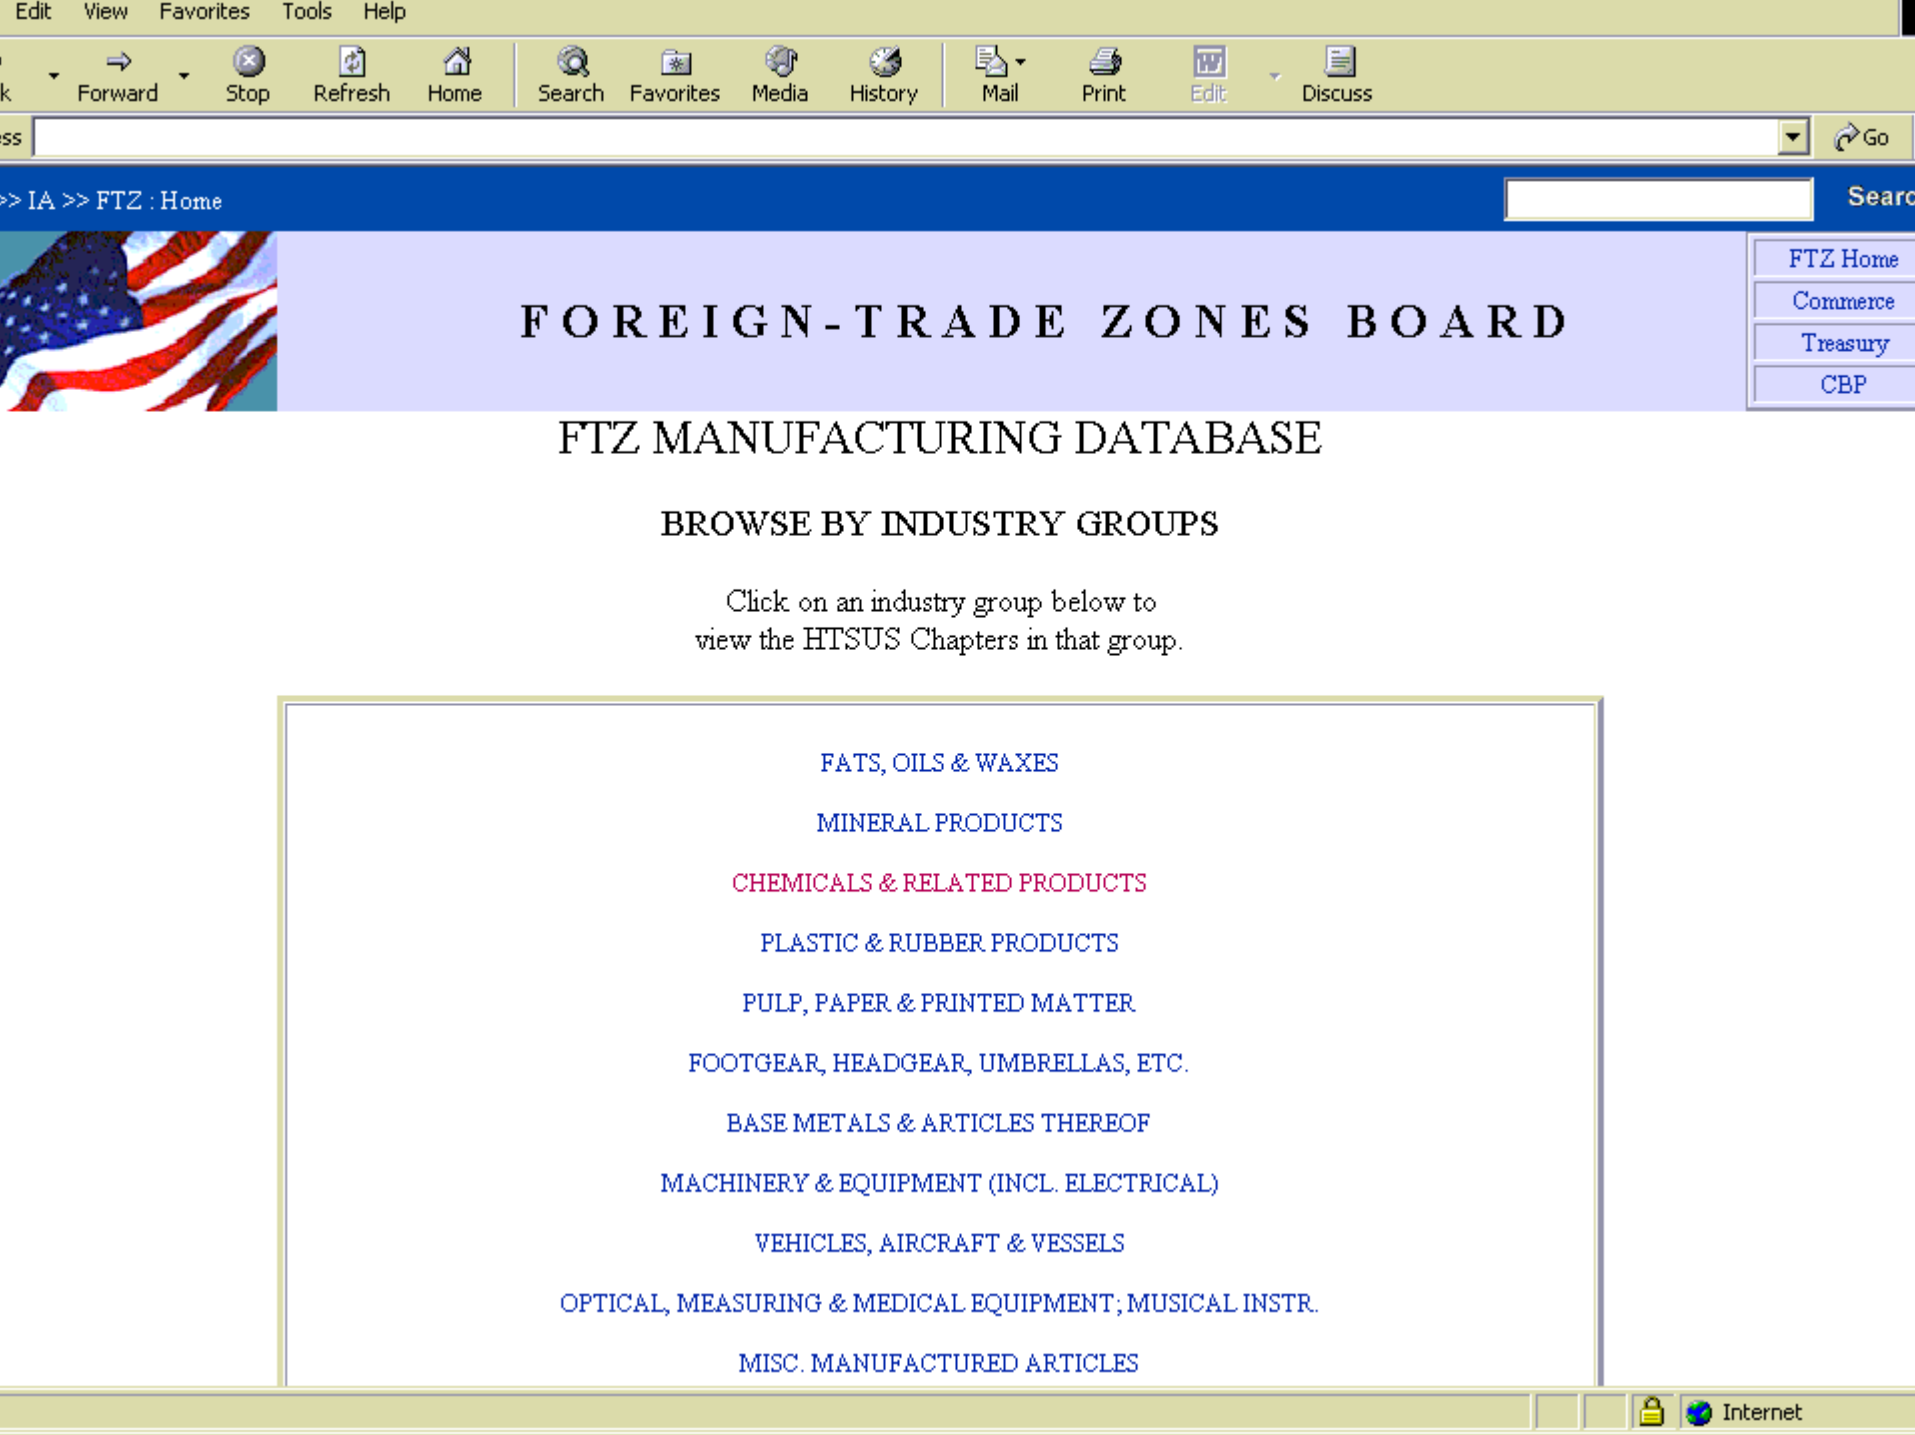 Edit View Favorites Tools Help
Forward Stop Refresh Home Search Favorites Media History Mail Print Edit Discuss
Go
>> IA >> FTZ : Home
FOREIGN-TRADE ZONES BOARD
FTZ Home
Commerce
Treasury
CBP
FTZ MANUFACTURING DATABASE
BROWSE BY INDUSTRY GROUPS
Click on an industry group below to
view the HTSUS Chapters in that group.
FATS, OILS & WAXES
MINERAL PRODUCTS
CHEMICALS & RELATED PRODUCTS
PLASTIC & RUBBER PRODUCTS
PULP, PAPER & PRINTED MATTER
FOOTGEAR, HEADGEAR, UMBRELLAS, ETC.
BASE METALS & ARTICLES THEREOF
MACHINERY & EQUIPMENT (INCL. ELECTRICAL)
VEHICLES, AIRCRAFT & VESSELS
OPTICAL, MEASURING & MEDICAL EQUIPMENT; MUSICAL INSTR.
MISC. MANUFACTURED ARTICLES
Internet